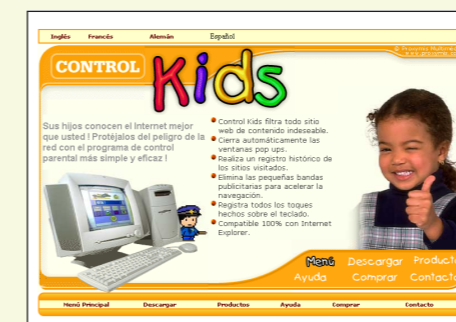 Inglés Francés Alemán Español
CONTROL
Kids
Sus hijos conocen el Internet mejor
que usted ! Protéjalos del peligro de la
red con el programa de control
parental más simple y eficaz !
Control Kids filtra todo sitio
web de contenido indeseable.
Cierra automáticamente las
ventanas pop ups.
Realiza un registro histórico de
los sitios visitados.
Elimina las pequeñas bandas
publicitarias para acelerar la
navegación.
Registra todos los toques
hechos sobre el teclado.
Compatible 100% con Internet
Explorer.
Menú Descargar Producto
Ayuda Comprar Contacto
Menú Principal Descargar Productos Ayuda Comprar Contacto